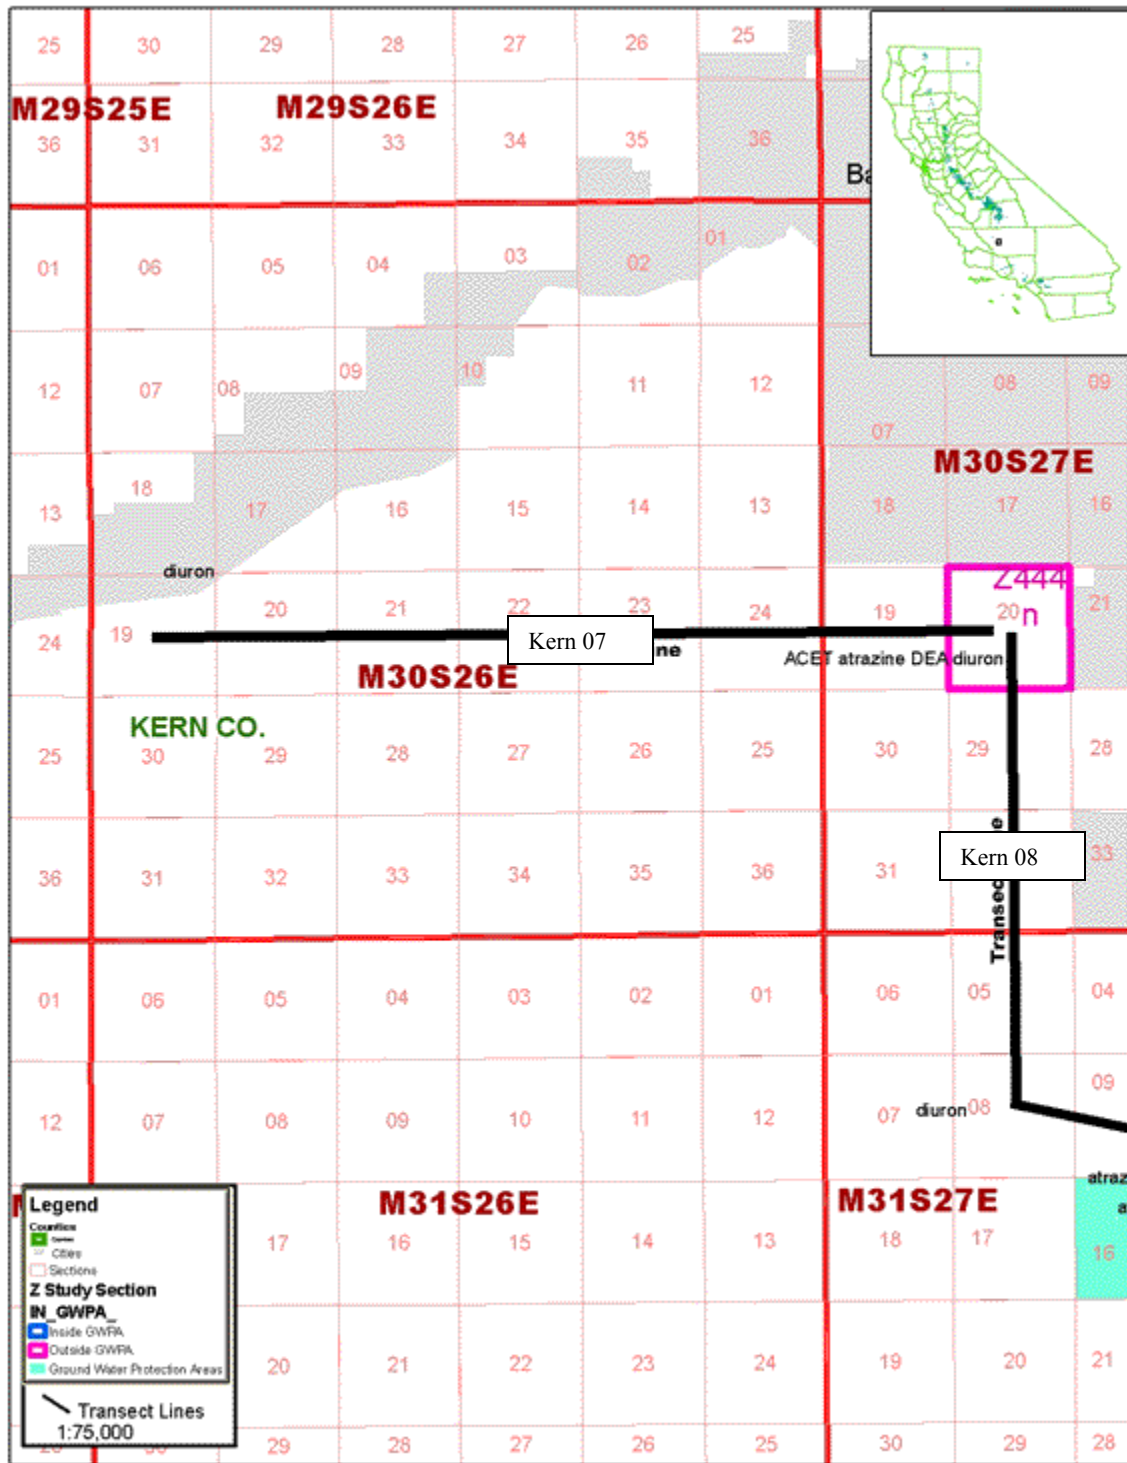 25 30 29 28 27 26 25
M29S25E M29S26E
36 31 32 33 34 35 36
Ba
01 06 05 04 03 02 01
12 07 08 09 10 11 12 07 08 09
M30S27E
13 18 17 16 15 14 13 18 17 16
diuron
Z444
n
24 19 20 21 22 23 24 19 20 21
Kern 07
ne
ACET atrazine DEA diuron
M30S26E
KERN CO.
25 30 29 28 27 26 25 30 29 28
Transec e
Kern 08
36 31 32 33 34 35 36 31 33
01 06 05 04 03 02 01 06 05 04
12 07 08 09 10 11 12 07 08 09
diuron
atraz
a
M31S26E M31S27E
17 16 15 14 13 18 17 16
20 21 22 23 24 19 20 21
29 28 27 26 25 30 29 28
Legend
Counties
Cities
Sections
Z Study Section
IN_GWPA_
Inside GWPA
Outside GWPA
Ground Water Protection Areas
Transect Lines
1:75,000